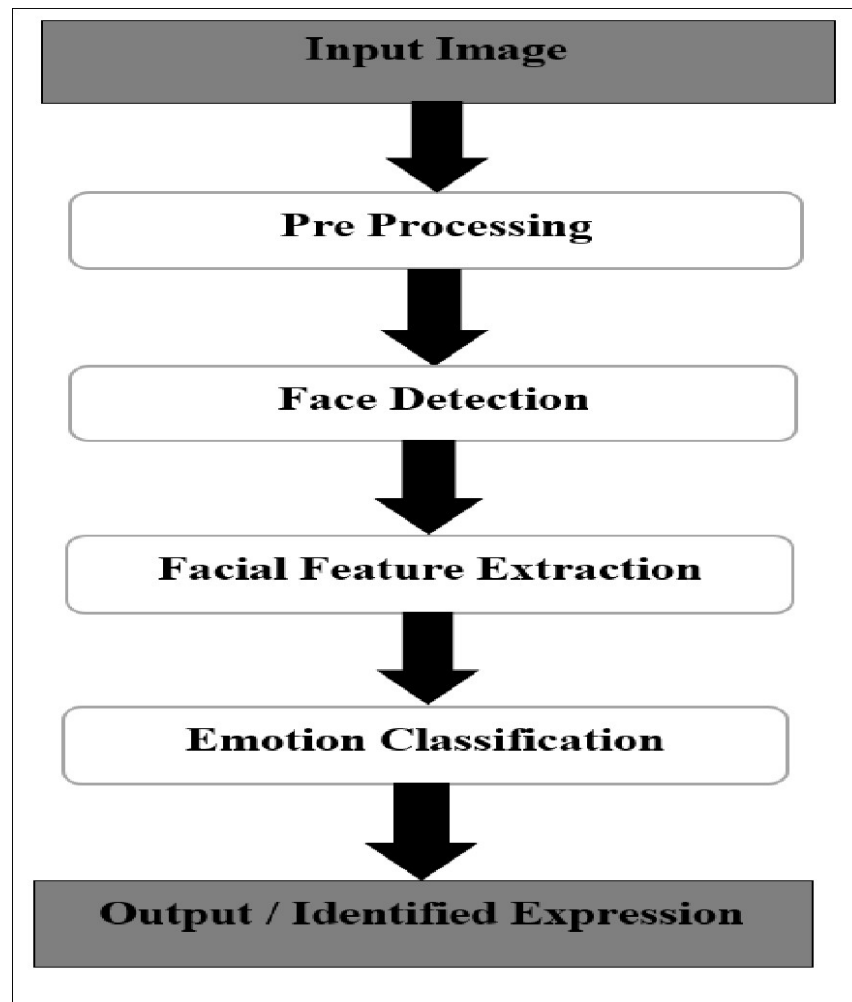 Input Image
Pre Processing
Face Detection
Facial Feature Extraction
Emotion Classification
Output / Identified Expression